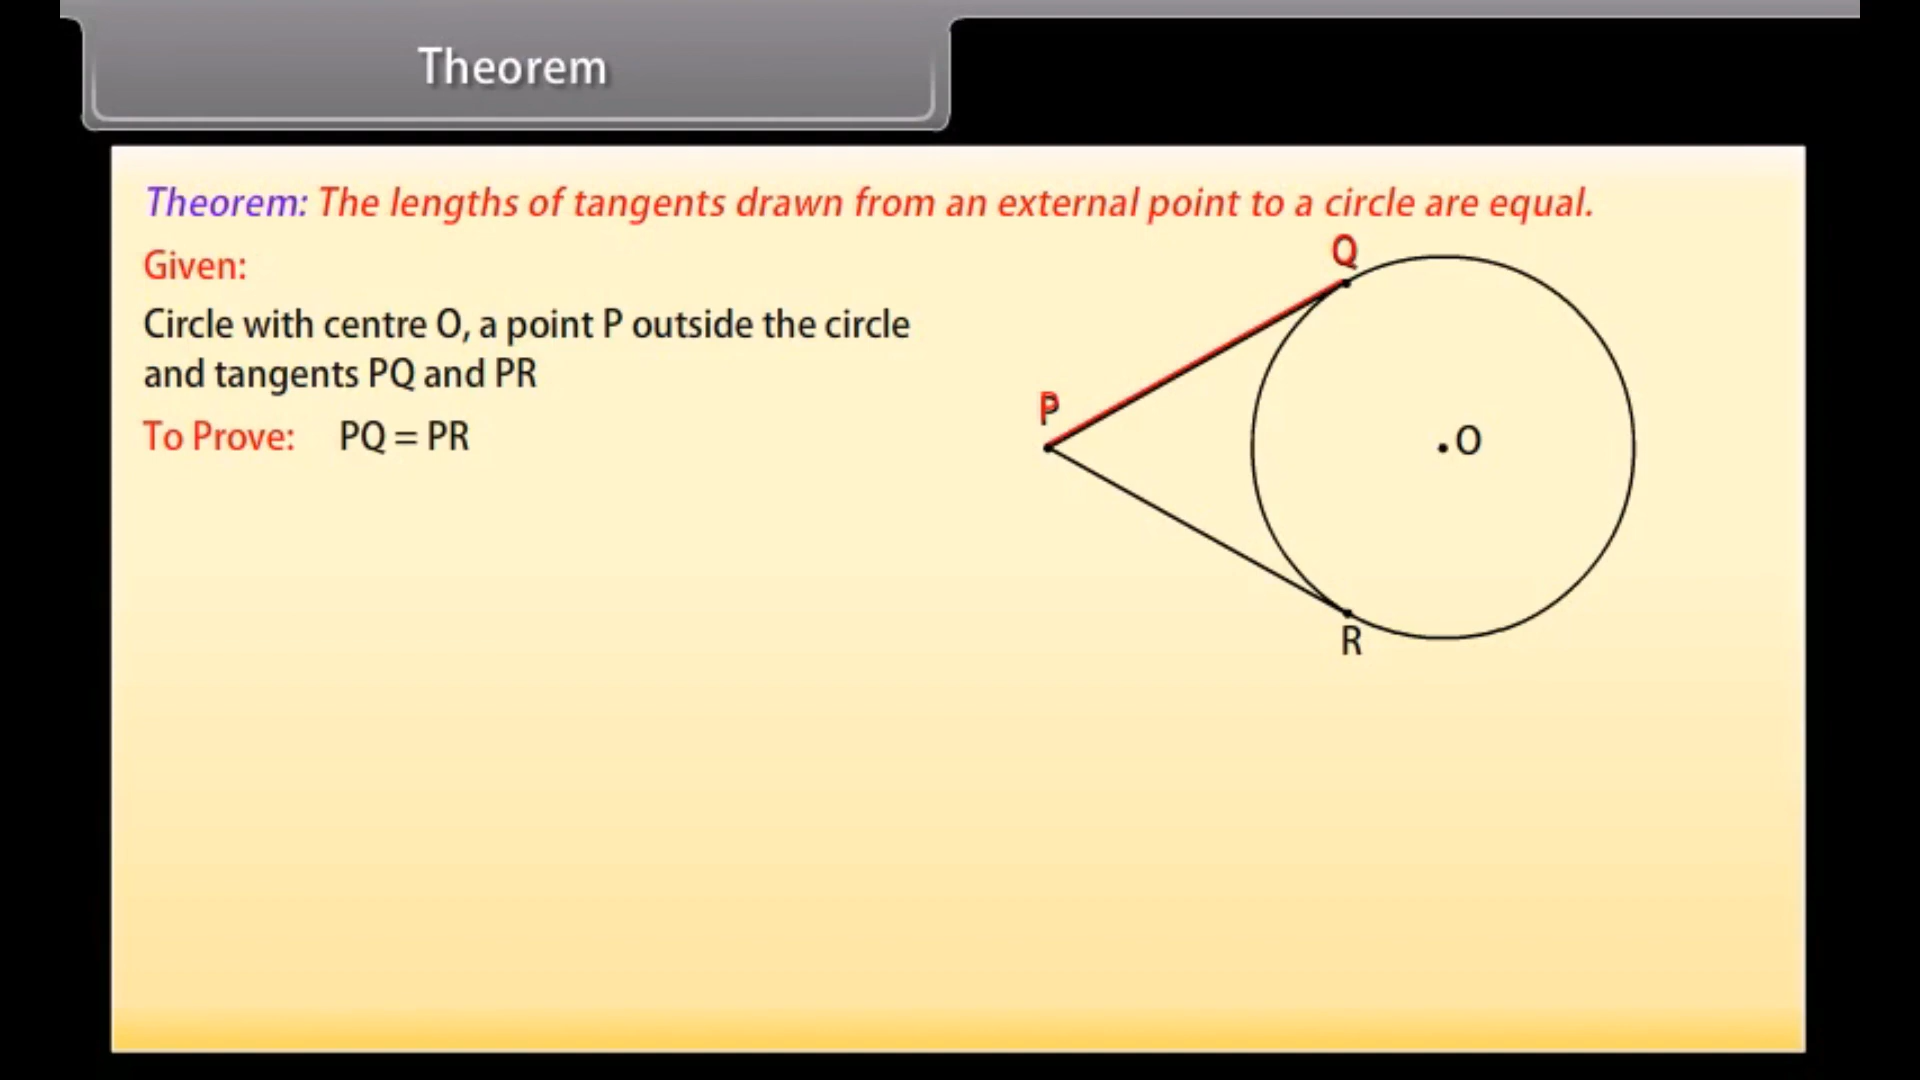 Theorem
Theorem: The lengths of tangents drawn from an external point to a circle are equal.
Given:
Circle with centre O, a point P outside the circle
and tangents PQ and PR
To Prove: PQ = PR
Q
P
O
R